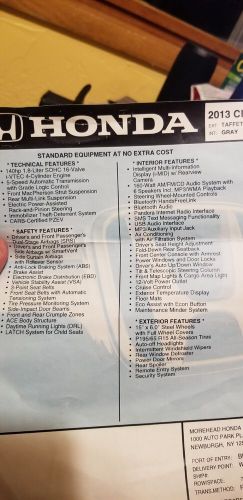 HONDA
2013 CI
EXT TAFFET
INT. GRAY
STANDARD EQUIPMENT AT NO EXTRA COST
* TECHNICAL FEATURES *
* 140hp 1.8-Liter SOHC 16-Valve
i-VTEC 4-Cylinder Engine
* 5-Speed Automatic Transmission
with Grade Logic Control
* Front MacPherson Strut Suspension
* Rear Multi-Link Suspension
* Electric Power-Assisted
Rack-and-Pinion Steering
* Immobilizer Theft Deterrent System
* CARB-Certified PZEV
* SAFETY FEATURES *
* Driver's and Front Passenger's
Dual-Stage Airbags (SRS)
* Driver's and Front Passenger's
Side Airbags and SmartVent
* Side Curtain Airbags
with Rollover Sensor
* Anti-Lock Braking System (ABS)
* Brake Assist
* Electronic Brake Distribution (EBD)
* Vehicle Stability Assist (VSA)
* 3-Point Seat Belts
* Front Seat Belts with Automatic
Tensioning System
* Tire Pressure Monitoring System
* Side-Impact Door Beams
* Front and Rear Crumple Zones
* ACE Body Structure
* Daytime Running Lights (DRL)
* LATCH System for Child Seats
* INTERIOR FEATURES *
* Intelligent Multi-Information
Display (i-MID) w/ Rearview
Camera
* 160-Watt AM/FM/CD Audio System with
6 Speakers incl. MP3/WMA Playback
* Steering Wheel-Mounted Controls
* Bluetooth HandsFreeLink
* Bluetooth Audio
* Pandora Internet Radio Interface
* SMS Text Messaging Functionality
* USB Audio Interface
* MP3/Auxiliary Input Jack
* Air Conditioning
with Air Filtration System
* Driver's Seat Height Adjustment
* Fold-Down Rear Seatback
* Front Center Console with Armrest
* Power Windows and Door Locks
* Driver's Auto Up/Down Window
* Tilt & Telescopic Steering Column
* Front Map Lights & Cargo Area Light
* 12-Volt Power Outlet
* Cruise Control
* Exterior Temperature Display
* Floor Mats
* Eco Assist with Econ Button
* Maintenance Minder System
* EXTERIOR FEATURES *
* 15" x 6.0" Steel Wheels
with Full Wheel Covers
* P195/65 R15 All-Season Tires
* Auto-off Headlights
* Intermittent Windshield Wipers
* Rear Window Defroster
* Power Door Mirrors
* Rear Spoiler
* Remote Entry System
* Security System
MOREHEAD HONDA
1000 AUTO PARK PL
NEWBURGH, NY 125
PORT OF ENTRY:
DELIVERY POINT:
VESSEL
ROW/SPACE:
TRANSMISS